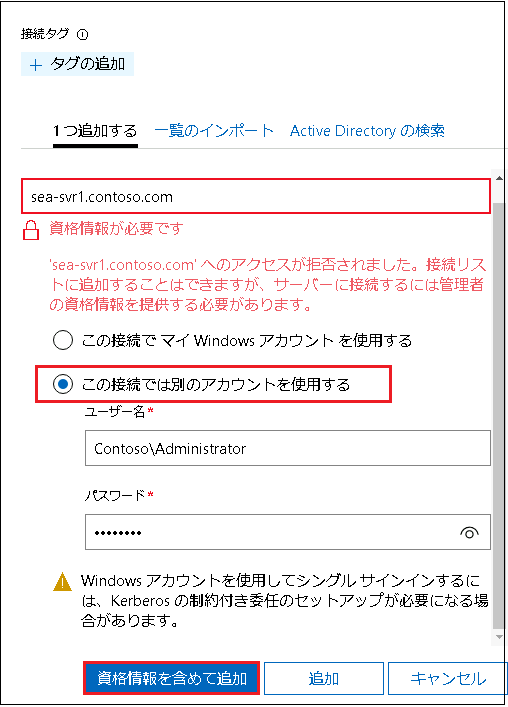 接続タグ
+ タグの追加
1 つ追加する 一覧のインポート Active Directory の検索
sea-svr1.contoso.com
資格情報が必要です
'sea-svr1.contoso.com' へのアクセスが拒否されました。接続リス
トに追加することはできますが、サーバーに接続するには管理者
の資格情報を提供する必要があります。
この接続で マイ Windows アカウント を使用する
この接続では別のアカウントを使用する
ユーザー名*
Contoso\Administrator
パスワード*
••••••••
Windows アカウントを使用してシングル サインインするに
は、Kerberos の制約付き委任のセットアップが必要になる場
合があります。
資格情報を含めて追加 追加 キャンセル